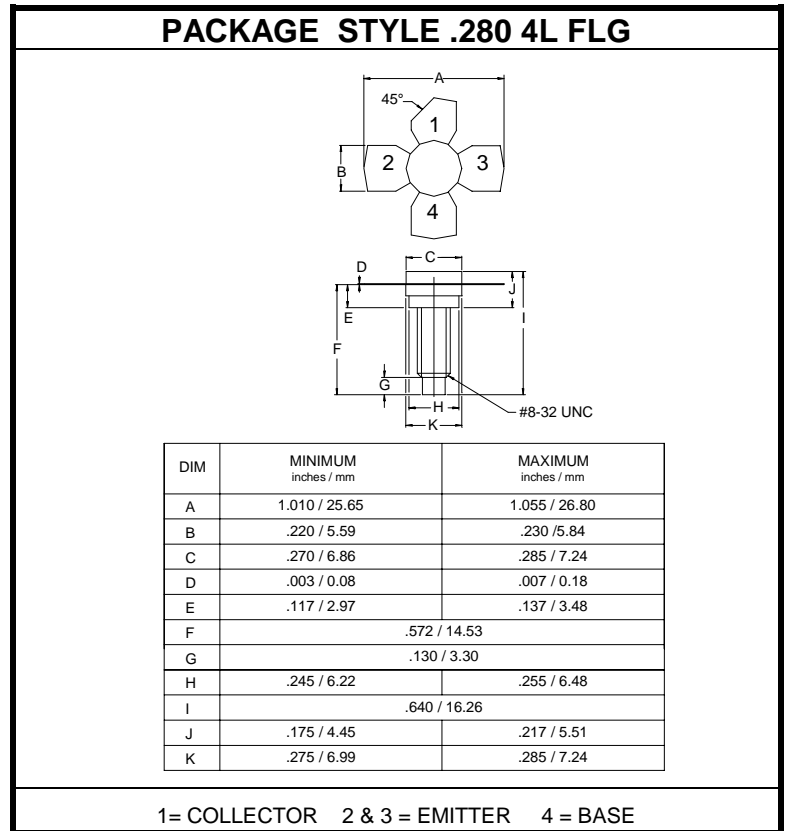 PACKAGE STYLE .280 4L FLG
A
45°
1
B
2
3
4
C
D
J
I
E
F
G
H
K
#8-32 UNC
DIM MINIMUM inches / mm MAXIMUM inches / mm
A 1.010 / 25.65 1.055 / 26.80
B .220 / 5.59 .230 /5.84
C .270 / 6.86 .285 / 7.24
D .003 / 0.08 .007 / 0.18
E .117 / 2.97 .137 / 3.48
F .572 / 14.53
G .130 / 3.30
H .245 / 6.22 .255 / 6.48
I .640 / 16.26
J .175 / 4.45 .217 / 5.51
K .275 / 6.99 .285 / 7.24
1= COLLECTOR 2 & 3 = EMITTER 4 = BASE